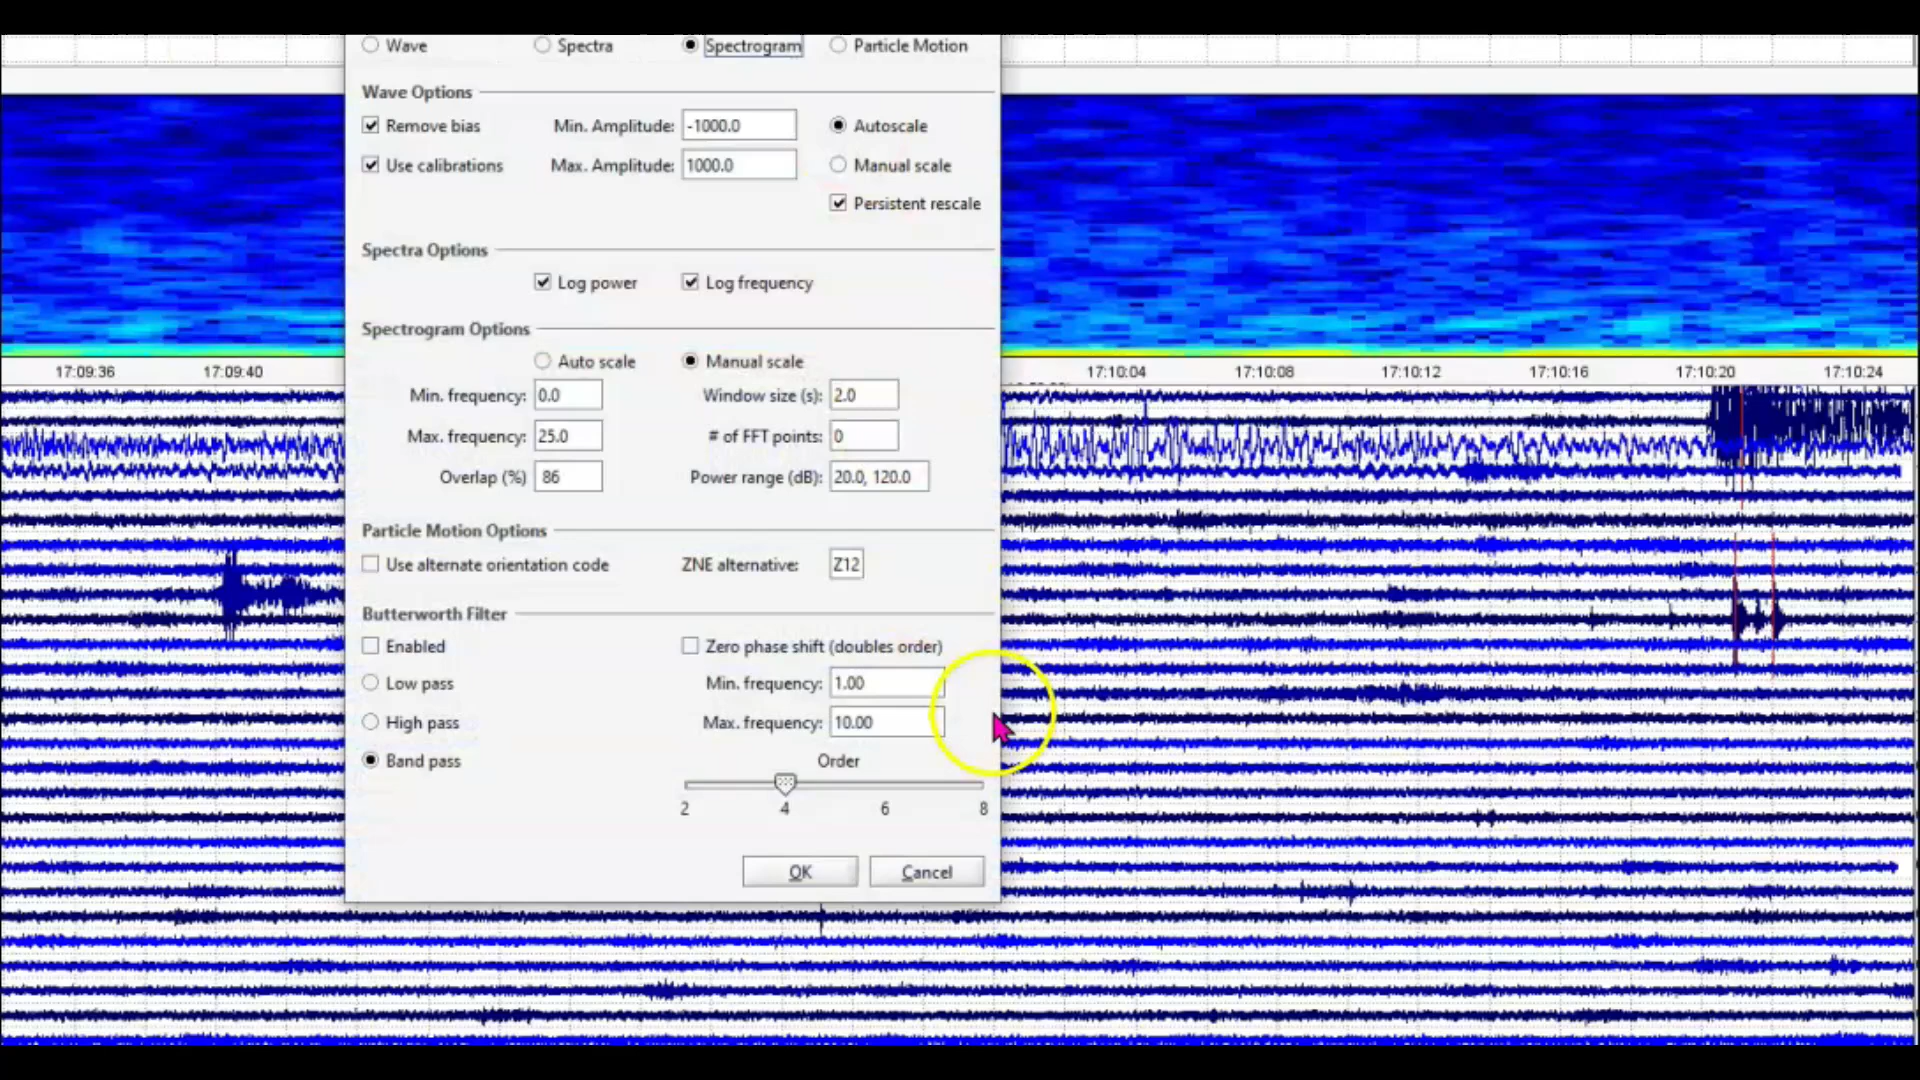 Wave Spectra Spectrogram Particle Motion
Wave Options
Remove bias Min. Amplitude: -1000.0 Autoscale
Use calibrations Max. Amplitude: 1000.0 Manual scale
Persistent rescale
Spectra Options
Log power Log frequency
Spectrogram Options
Auto scale Manual scale
17:09:36 17:09:40 17:10:04 17:10:08 17:10:12 17:10:16 17:10:20 17:10:24
Min. frequency: 0.0 Window size (s): 2.0
Max. frequency: 25.0 # of FFT points: 0
Overlap (%) 86 Power range (dB): 20.0, 120.0
Particle Motion Options
Use alternate orientation code ZNE alternative: Z12
Butterworth Filter
Enabled Zero phase shift (doubles order)
Low pass Min. frequency: 1.00
High pass Max. frequency: 10.00
Band pass Order
2 4 6 8
OK Cancel